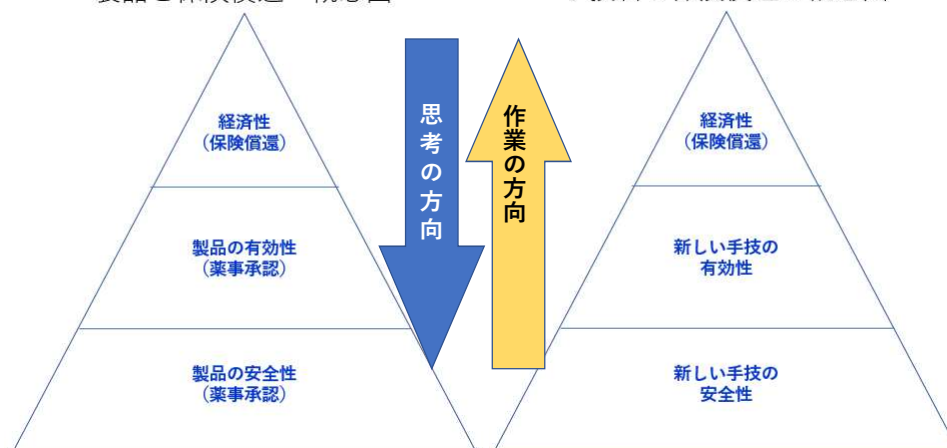 経済性
(保険償還)
製品の有効性
(薬事承認)
製品の安全性
(薬事承認)
思考の方向
作業の方向
経済性
(保険償還)
新しい手技の
有効性
新しい手技の
安全性